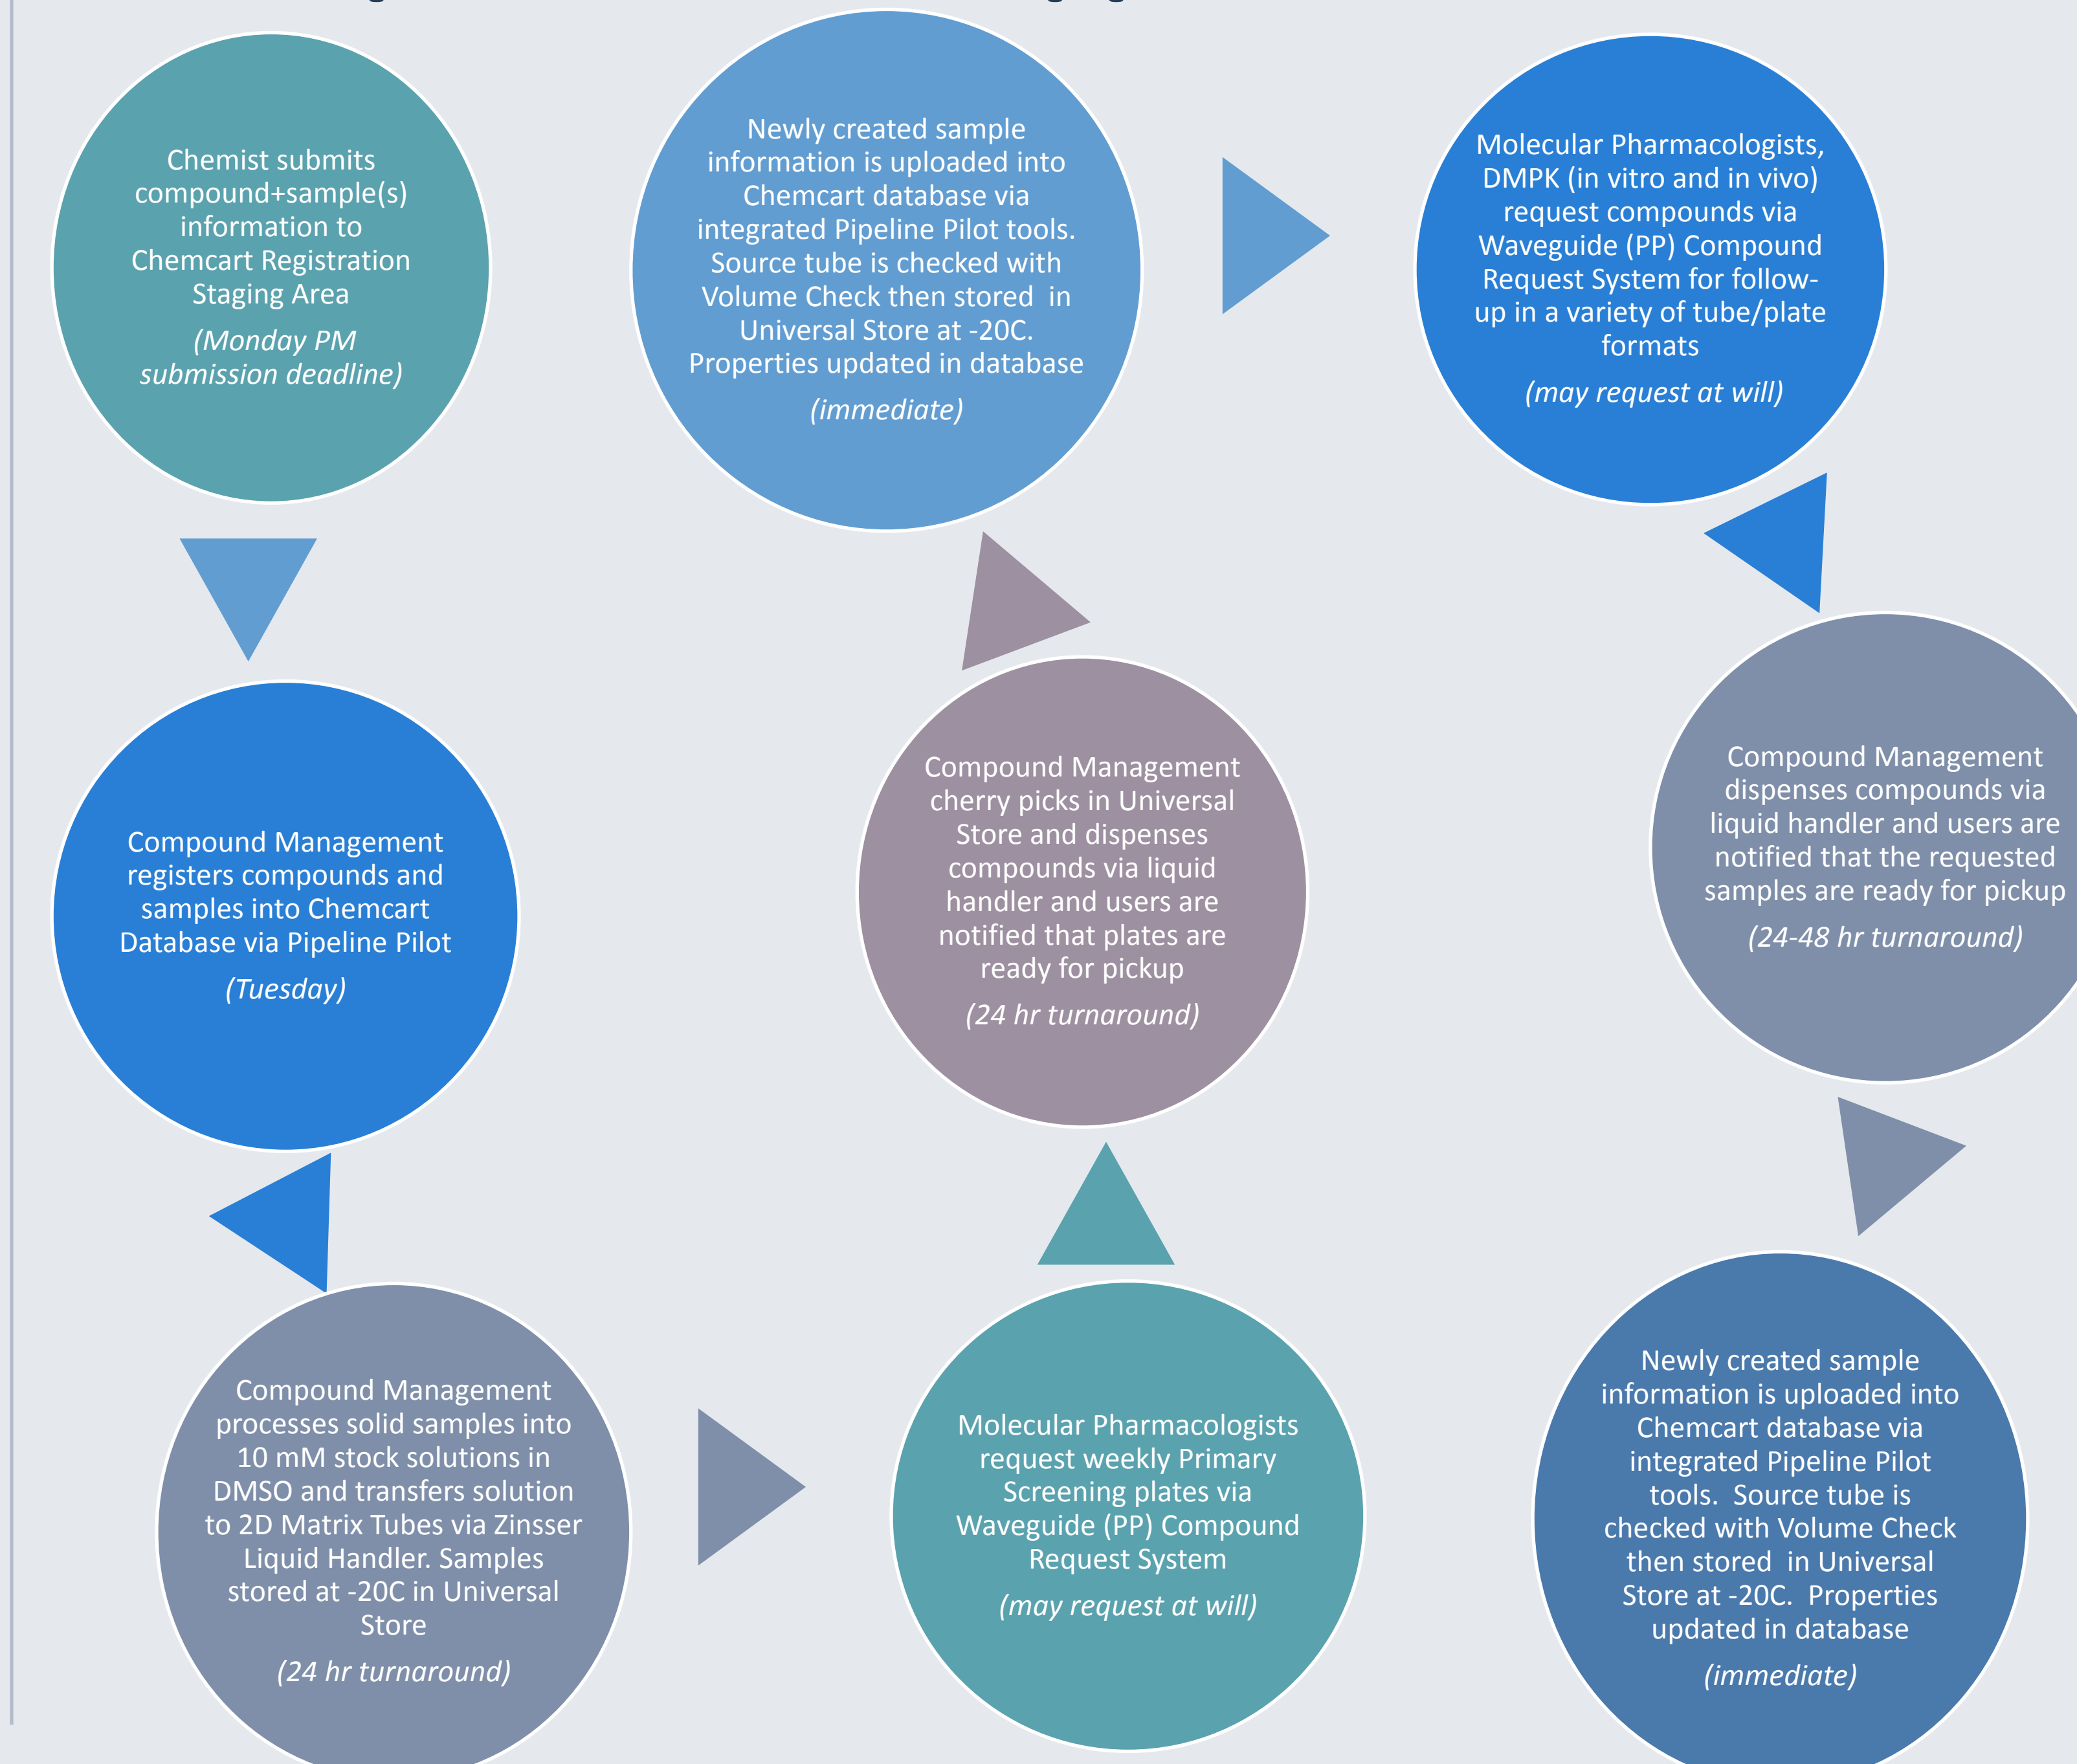 Chemist submits
compound+sample(s)
information to
Chemcart Registration
Staging Area
(Monday PM
submission deadline)
Compound Management
registers compounds and
samples into Chemcart
Database via Pipeline Pilot
(Tuesday)
Compound Management
processes solid samples into
10 mM stock solutions in
DMSO and transfers solution
to 2D Matrix Tubes via Zinsser
Liquid Handler. Samples
stored at -20C in Universal
Store
(24 hr turnaround)
Molecular Pharmacologists
request weekly Primary
Screening plates via
Waveguide (PP) Compound
Request System
(may request at will)
Compound Management
cherry picks in Universal
Store and dispenses
compounds via liquid
handler and users are
notified that plates are
ready for pickup
(24 hr turnaround)
Newly created sample
information is uploaded into
Chemcart database via
integrated Pipeline Pilot tools.
Source tube is checked with
Volume Check then stored in
Universal Store at -20C.
Properties updated in database
(immediate)
Molecular Pharmacologists,
DMPK (in vitro and in vivo)
request compounds via
Waveguide (PP) Compound
Request System for follow-
up in a variety of tube/plate
formats
(may request at will)
Compound Management
dispenses compounds via
liquid handler and users are
notified that the requested
samples are ready for pickup
(24-48 hr turnaround)
Newly created sample
information is uploaded into
Chemcart database via
integrated Pipeline Pilot
tools. Source tube is
checked with Volume Check
then stored in Universal
Store at -20C. Properties
updated in database
(immediate)